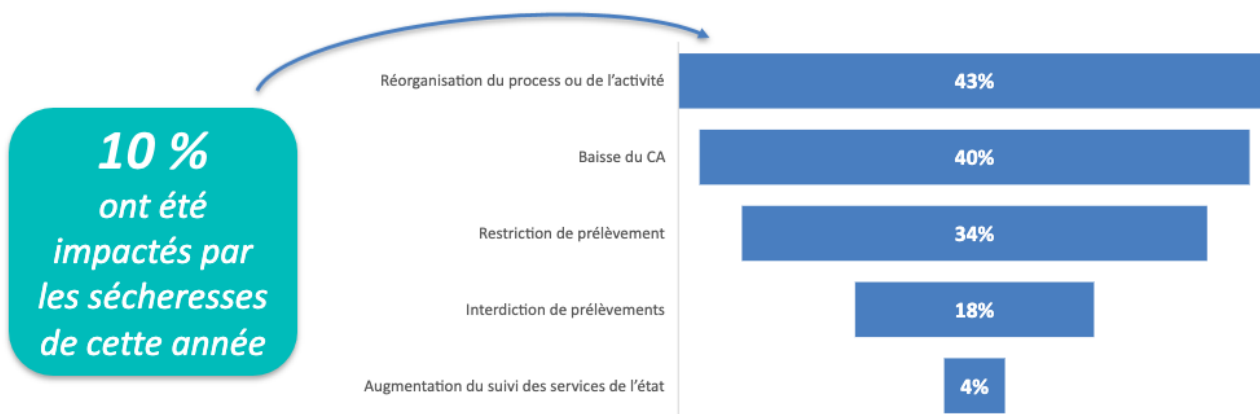 10 %
ont été
impactés par
les sécheresses
de cette année
Réorganisation du process ou de l'activité
43%
Baisse du CA
40%
Restriction de prélèvement
34%
Interdiction de prélèvements
18%
Augmentation du suivi des services de l'état
4%